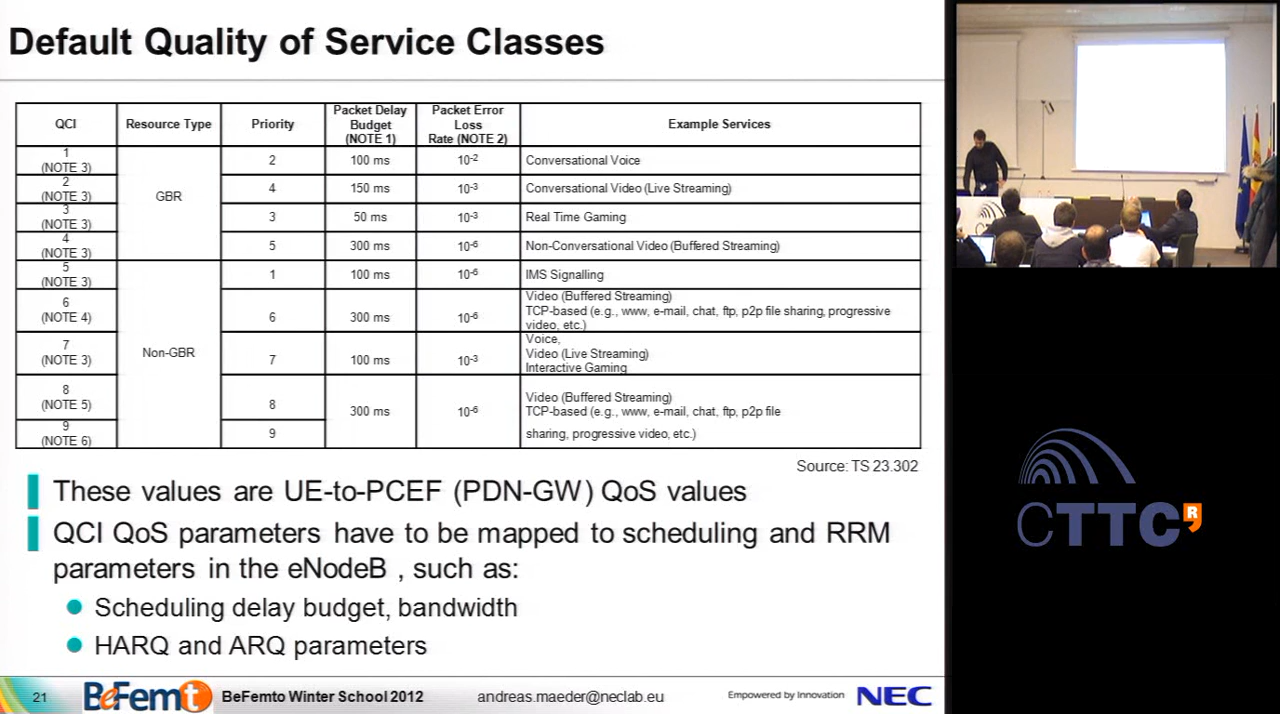 Default Quality of Service Classes
QCI
Resource Type
Priority
Packet Delay
Budget
(NOTE 1)
Packet Error
Loss
Rate (NOTE 2)
Example Services
1
(NOTE 3)
GBR
2
100 ms
10-2
Conversational Voice
2
(NOTE 3)
4
150 ms
10-3
Conversational Video (Live Streaming)
3
(NOTE 3)
3
50 ms
10-3
Real Time Gaming
4
(NOTE 3)
5
300 ms
10-6
Non-Conversational Video (Buffered Streaming)
5
(NOTE 3)
Non-GBR
1
100 ms
10-6
IMS Signalling
6
(NOTE 4)
6
300 ms
10-6
Video (Buffered Streaming)
TCP-based (e.g., www, e-mail, chat, ftp, p2p file sharing, progressive
video, etc.)
7
(NOTE 3)
7
100 ms
10-3
Voice,
Video (Live Streaming)
Interactive Gaming
8
(NOTE 5)
8
300 ms
10-6
Video (Buffered Streaming)
TCP-based (e.g., www, e-mail, chat, ftp, p2p file
sharing, progressive video, etc.)
9
(NOTE 6)
9
Source: TS 23.302
These values are UE-to-PCEF (PDN-GW) QoS values
QCI QoS parameters have to be mapped to scheduling and RRM
parameters in the eNodeB , such as:
Scheduling delay budget, bandwidth
HARQ and ARQ parameters
21
BeFemto
BeFemto Winter School 2012
andreas.maeder@neclab.eu
Empowered by Innovation
NEC
CTTC R